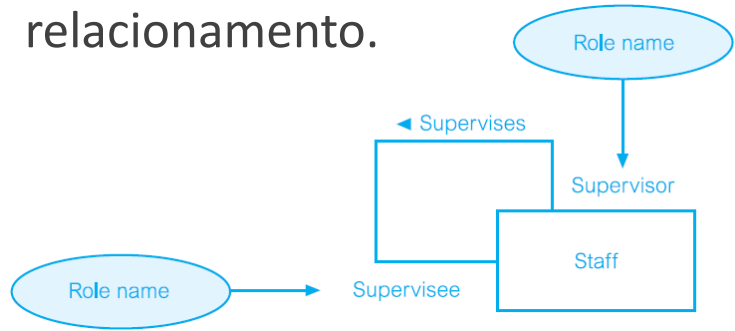 relacionamento.
Role name
◄ Supervises
Supervisor
Staff
Role name
Supervisee